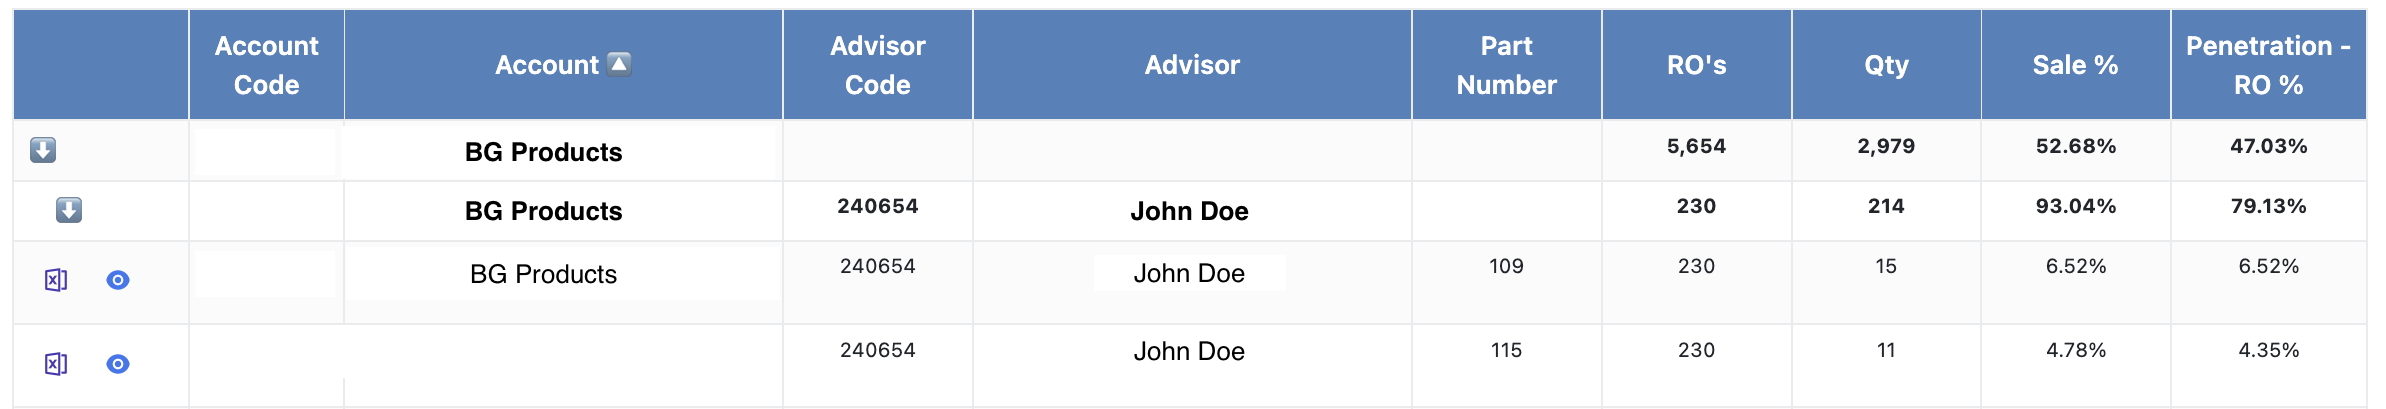 Account Code
Account
Advisor Code
Advisor
Part Number
RO's
Qty
Sale %
Penetration - RO %
BG Products 5,654 2,979 52.68% 47.03%
BG Products 240654 John Doe 230 214 93.04% 79.13%
BG Products 240654 John Doe 109 230 15 6.52% 6.52%
240654 John Doe 115 230 11 4.78% 4.35%